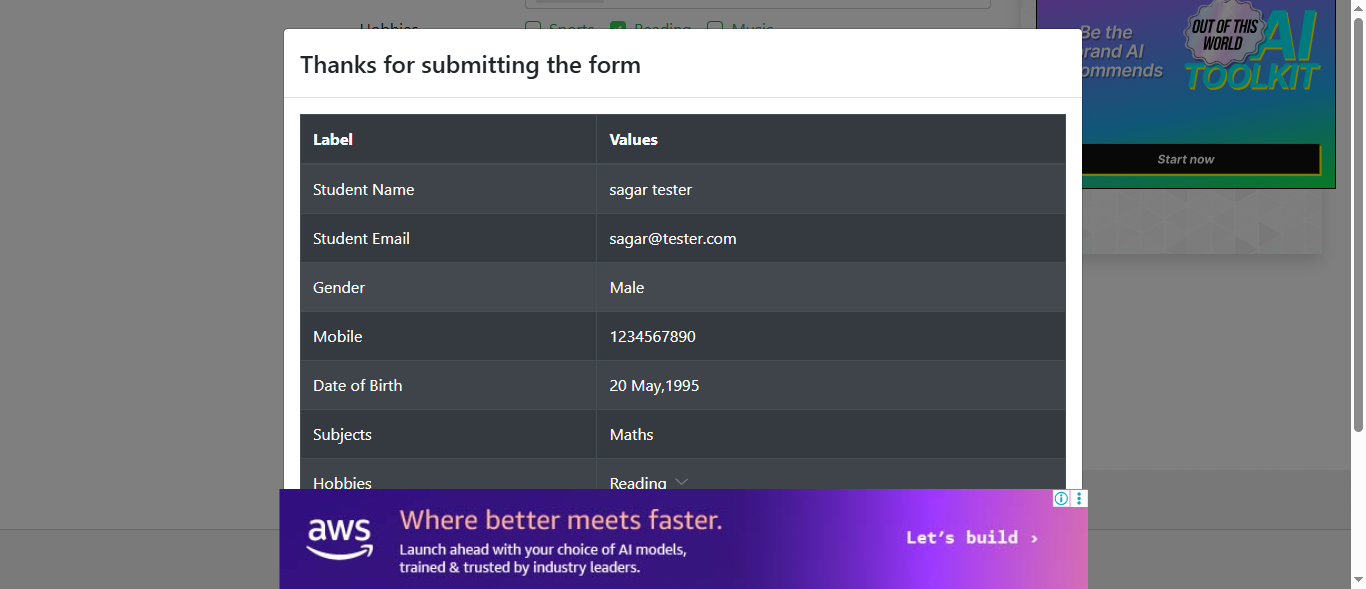 Hobbies Sports Reading Music
Thanks for submitting the form
Label Values
Student Name sagar tester
Student Email sagar@tester.com
Gender Male
Mobile 1234567890
Date of Birth 20 May,1995
Subjects Maths
Hobbies Reading
Be the
rand AI
ommends
OUT OF THIS
WORLD
AI
TOOLKIT
Start now
aws
Where better meets faster.
Launch ahead with your choice of AI models,
trained & trusted by industry leaders.
Let's build ›